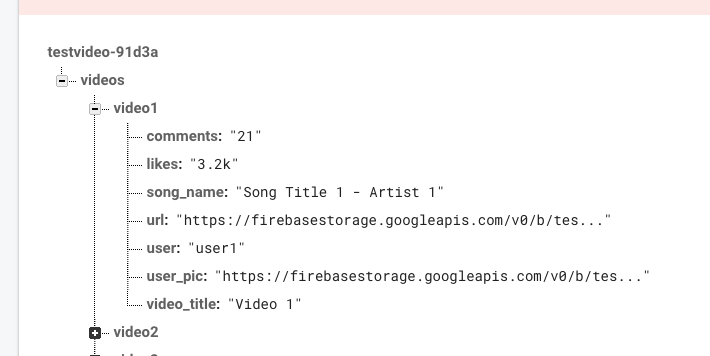 testvideo-91d3a
videos
video1
comments: "21"
likes: "3.2k"
song_name: "Song Title 1 - Artist 1"
url: "https://firebasestorage.googleapis.com/v0/b/tes..."
user: "user1"
user_pic: "https://firebasestorage.googleapis.com/v0/b/tes..."
video_title: "Video 1"
video2